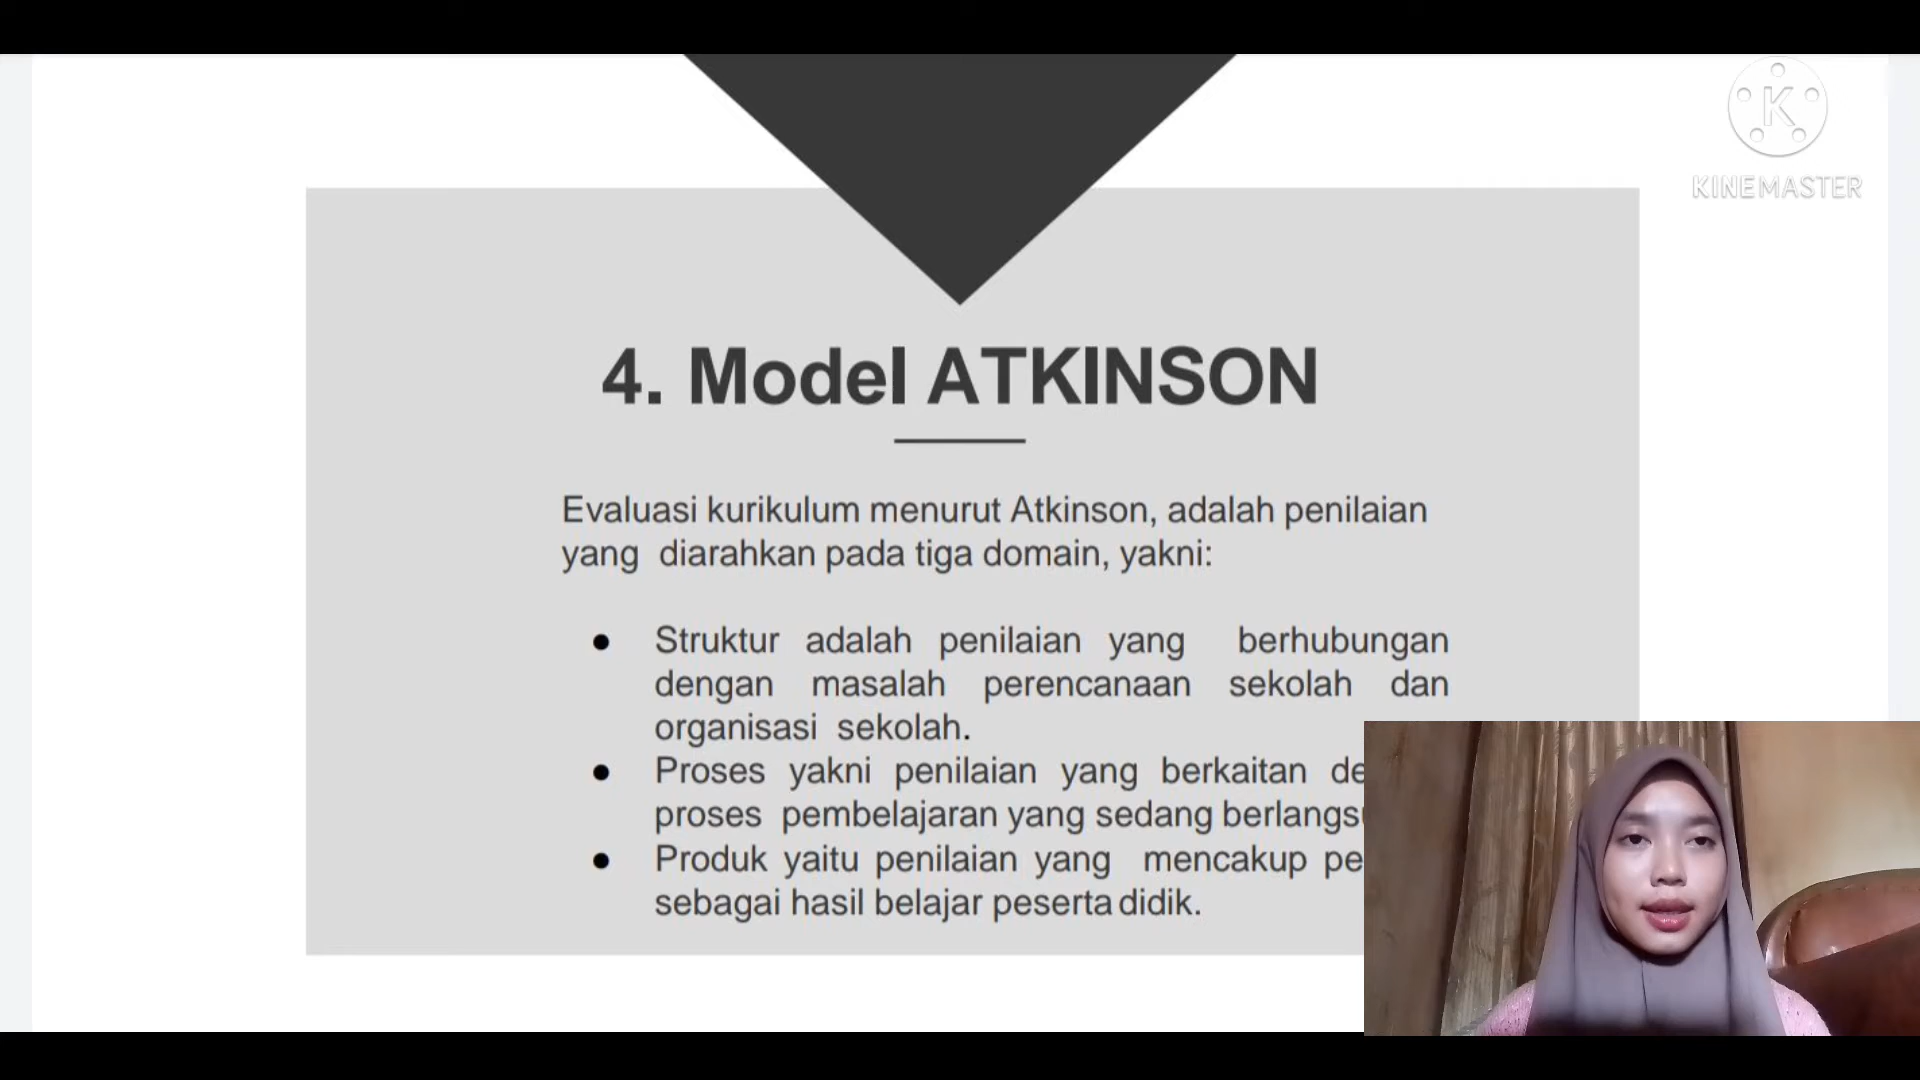 K
KINEMASTER
4. Model ATKINSON
Evaluasi kurikulum menurut Atkinson, adalah penilaian
yang diarahkan pada tiga domain, yakni:
● Struktur adalah penilaian yang berhubungan
dengan masalah perencanaan sekolah dan
organisasi sekolah.
● Proses yakni penilaian yang berkaitan
proses pembelajaran yang sedang
● Produk yaitu penilaian yang mencakup
sebagai hasil belajar peserta didik.